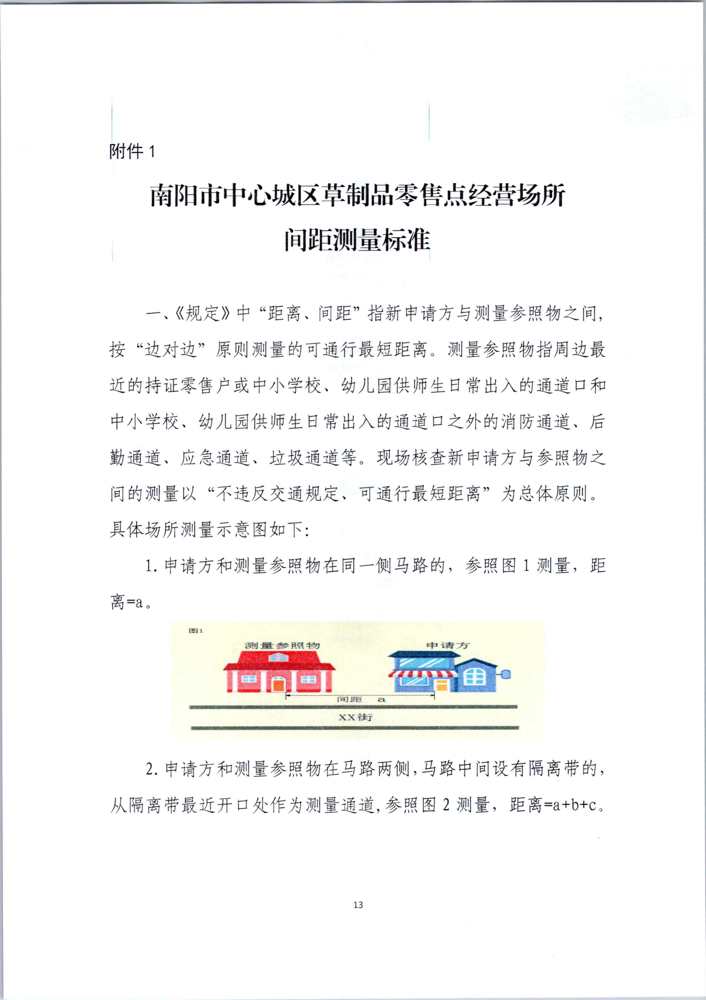 附件 1
南阳市中心城区草制品零售点经营场所
间距测量标准
一、《规定》中“距离、间距”指新申请方与测量参照物之间，
按“边对边”原则测量的可通行最短距离。测量参照物指周边最
近的持证零售户或中小学校、幼儿园供师生日常出入的通道口和
中小学校、幼儿园供师生日常出入的通道口之外的消防通道、后
勤通道、应急通道、垃圾通道等。现场核查新申请方与参照物之
间的测量以“不违反交通规定、可通行最短距离”为总体原则。
具体场所测量示意图如下：
1. 申请方和测量参照物在同一侧马路的，参照图 1 测量，距
离=a。
图1
测量参照物
申请方
间距 a
XX街
2. 申请方和测量参照物在马路两侧，马路中间设有隔离带的，
从隔离带最近开口处作为测量通道，参照图 2 测量，距离=a+b+c。
13